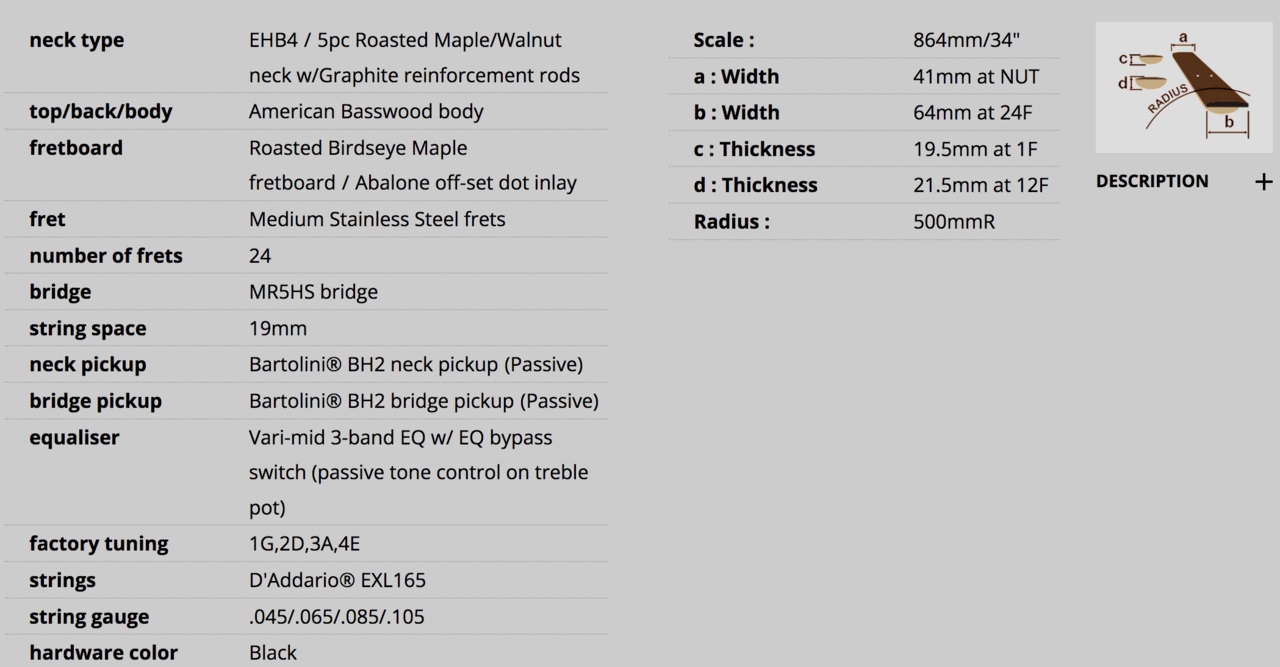 neck type EHB4 / 5pc Roasted Maple/Walnut
neck w/Graphite reinforcement rods
top/back/body American Basswood body
fretboard Roasted Birdseye Maple
fretboard / Abalone off-set dot inlay
fret Medium Stainless Steel frets
number of frets 24
bridge MR5HS bridge
string space 19mm
neck pickup Bartolini® BH2 neck pickup (Passive)
bridge pickup Bartolini® BH2 bridge pickup (Passive)
equaliser Vari-mid 3-band EQ w/ EQ bypass
switch (passive tone control on treble
pot)
factory tuning 1G,2D,3A,4E
strings D'Addario® EXL165
string gauge .045/.065/.085/.105
hardware color Black
Scale : 864mm/34"
a : Width 41mm at NUT
b : Width 64mm at 24F
c : Thickness 19.5mm at 1F
d : Thickness 21.5mm at 12F
Radius : 500mmR
a
c
d
RADIUS
b
DESCRIPTION +